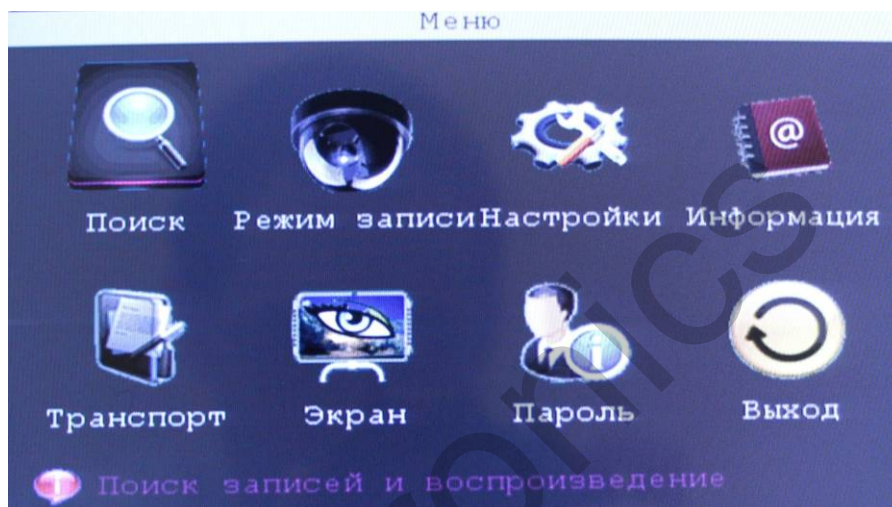 Меню
Поиск Режим записи Настройки Информация
@
Транспорт Экран Пароль Выход
Поиск записей и воспроизведение